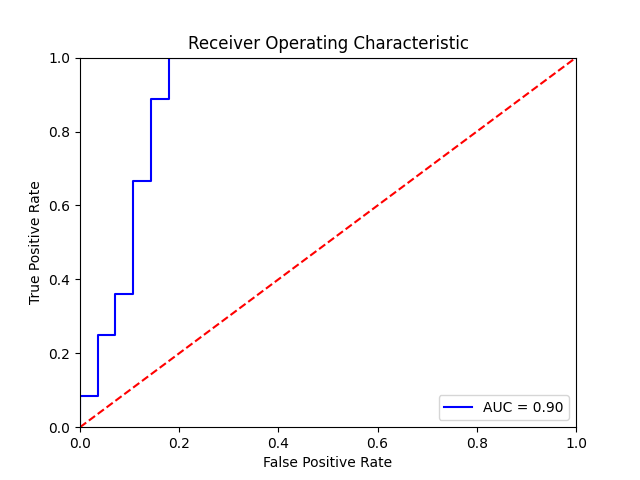 Receiver Operating Characteristic
1.0
0.8
0.6
0.4
0.2
0.0
True Positive Rate
AUC = 0.90
0.0 0.2 0.4 0.6 0.8 1.0
False Positive Rate